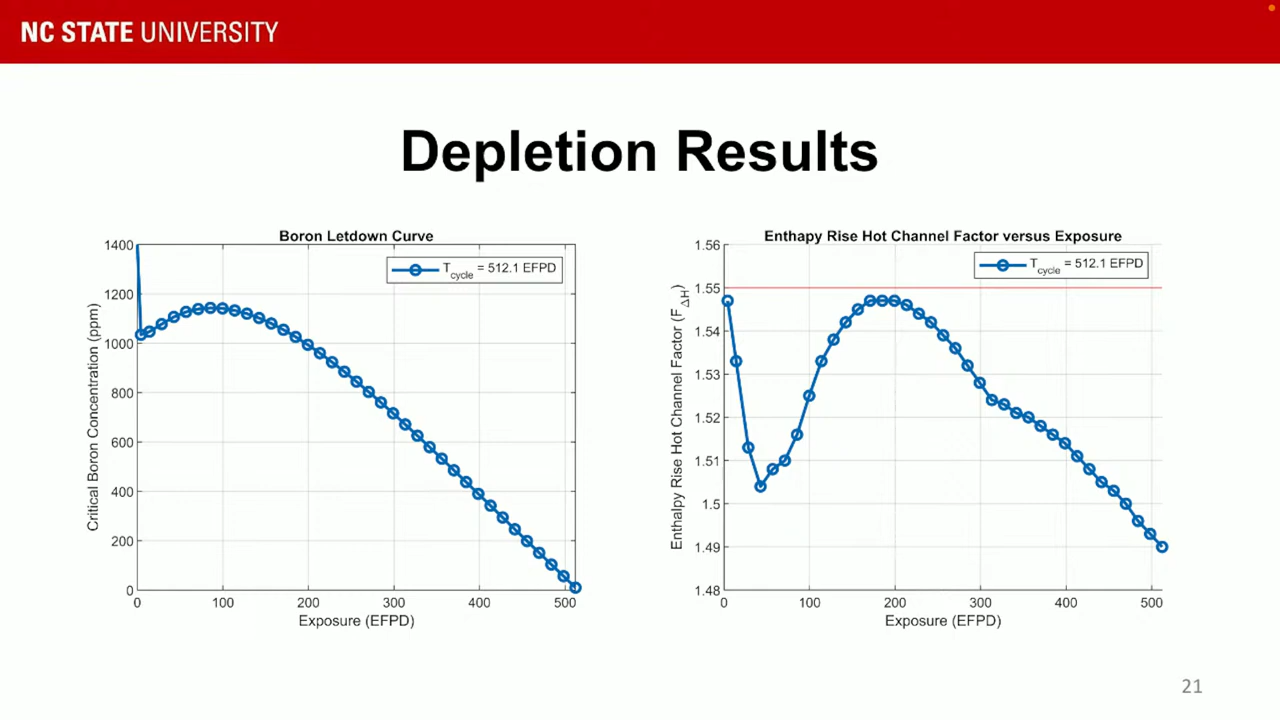 NC STATE UNIVERSITY
Depletion Results
Boron Letdown Curve
T_cycle = 512.1 EFPD
Critical Boron Concentration (ppm)
1400
1200
1000
800
600
400
200
0
0 100 200 300 400 500
Exposure (EFPD)
Enthapy Rise Hot Channel Factor versus Exposure
T_cycle = 512.1 EFPD
Enthalpy Rise Hot Channel Factor (F_ΔH)
1.56
1.55
1.54
1.53
1.52
1.51
1.5
1.49
1.48
0 100 200 300 400 500
Exposure (EFPD)
21